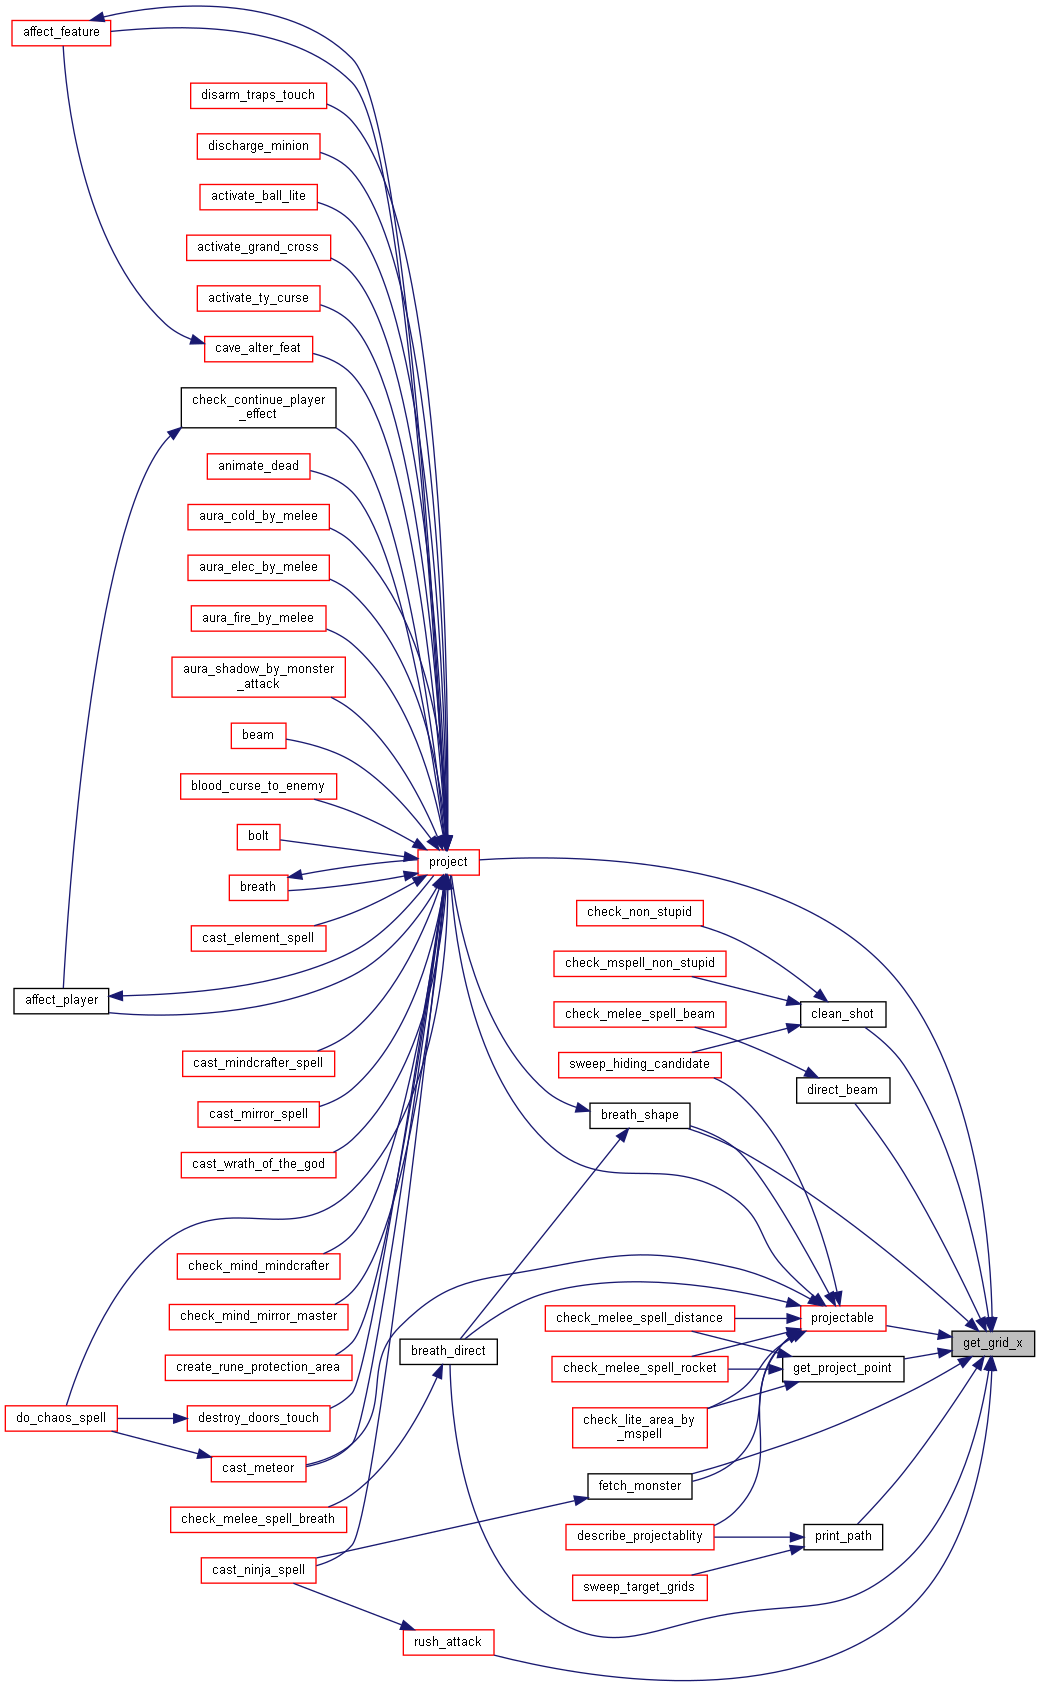 affect_feature
disarm_traps_touch
discharge_minion
activate_ball_lite
activate_grand_cross
activate_ty_curse
cave_alter_feat
check_continue_player
_effect
animate_dead
aura_cold_by_melee
aura_elec_by_melee
aura_fire_by_melee
aura_shadow_by_monster
_attack
beam
blood_curse_to_enemy
bolt
project
breath
check_non_stupid
cast_element_spell
check_mspell_non_stupid
affect_player
check_melee_spell_beam
clean_shot
cast_mindcrafter_spell
sweep_hiding_candidate
direct_beam
cast_mirror_spell
breath_shape
cast_wrath_of_the_god
check_mind_mindcrafter
check_mind_mirror_master
check_melee_spell_distance
projectable
get_grid_x
breath_direct
create_rune_protection_area
check_melee_spell_rocket
get_project_point
do_chaos_spell
destroy_doors_touch
check_lite_area_by
_mspell
cast_meteor
fetch_monster
check_melee_spell_breath
describe_projectablity
print_path
cast_ninja_spell
sweep_target_grids
rush_attack